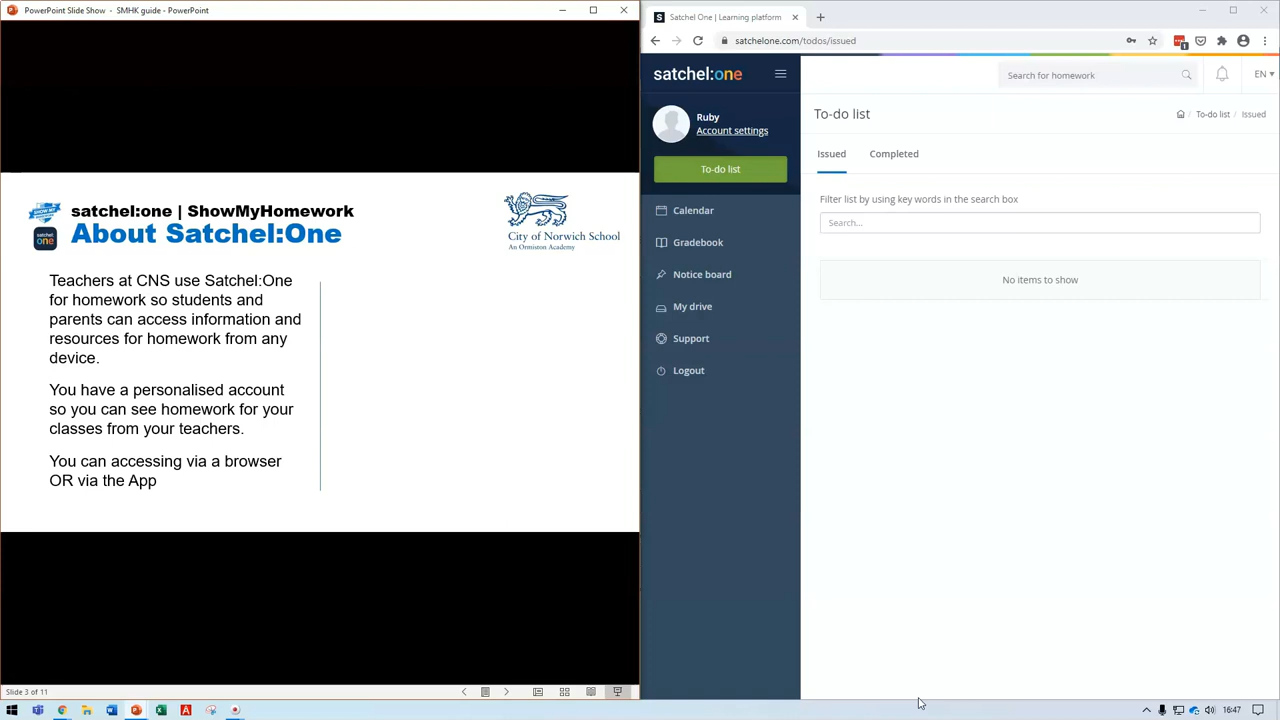 PowerPoint Slide Show - SMHK guide - PowerPoint
satchel:one | ShowMyHomework
About Satchel:One
City of Norwich School
An Ormiston Academy
satchel
one
Teachers at CNS use Satchel:One
for homework so students and
parents can access information and
resources for homework from any
device.
You have a personalised account
so you can see homework for your
classes from your teachers.
You can accessing via a browser
OR via the App
Slide 3 of 11
Satchel One | Learning platform
satchelone.com/todos/issued
1
satchel:one
Search for homework
EN
Ruby
Account settings
To-do list
Calendar
Gradebook
Notice board
My drive
Support
Logout
To-do list
To-do list / Issued
Issued
Completed
Filter list by using key words in the search box
Search...
No items to show
16:47